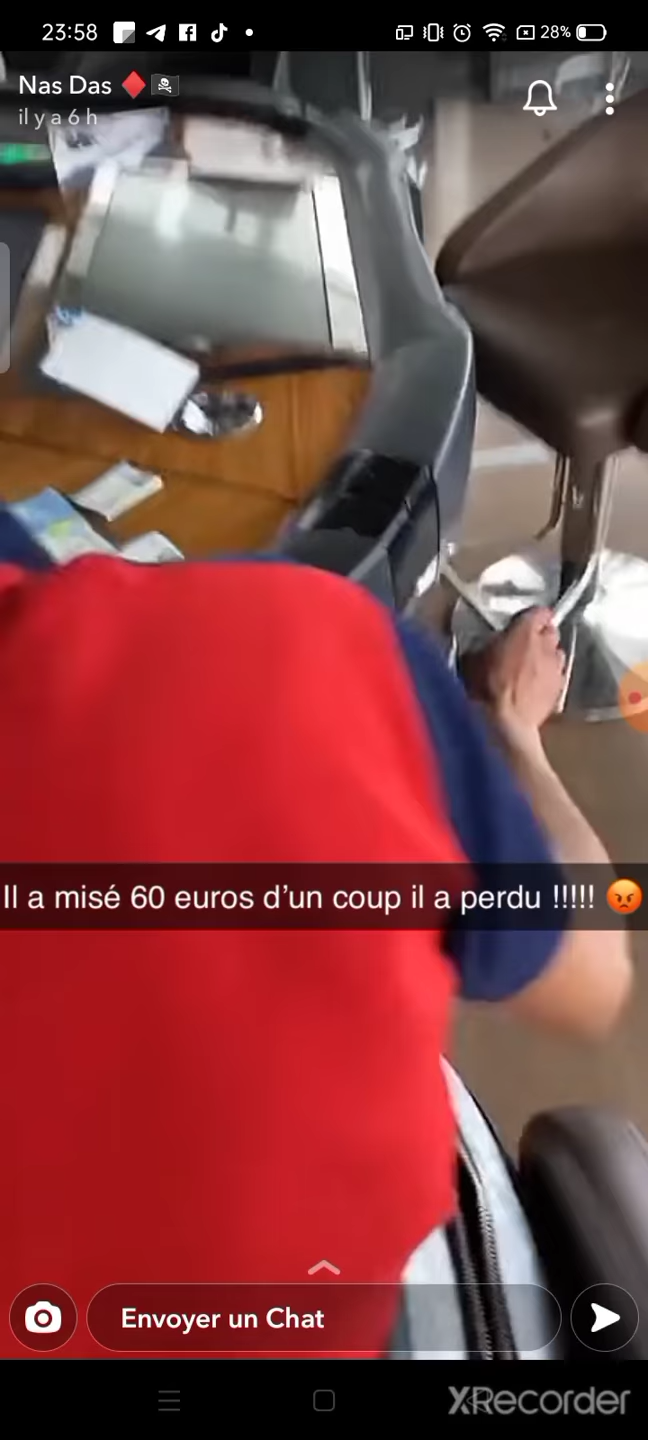 23:58
28%
Nas Das
il y a 6 h
Il a misé 60 euros d'un coup il a perdu !!!!! 😡
Envoyer un Chat
XRecorder